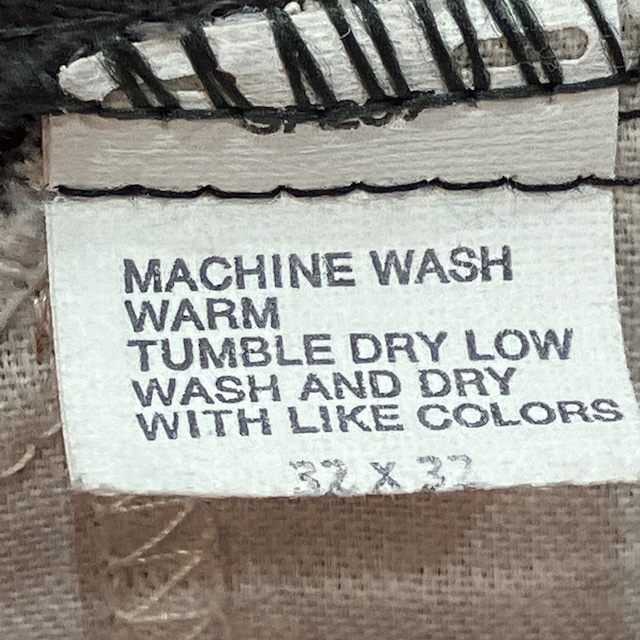 MACHINE WASH
WARM
TUMBLE DRY LOW
WASH AND DRY
WITH LIKE COLORS
32 X 32